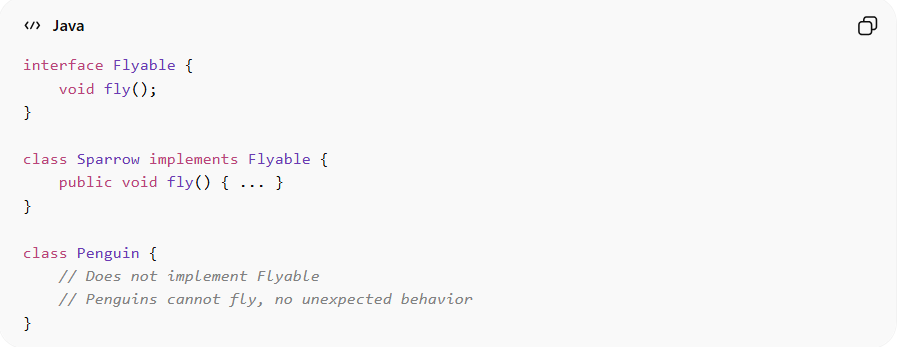 </> Java
interface Flyable {
    void fly();
}
class Sparrow implements Flyable {
    public void fly() { ... }
}
class Penguin {
    // Does not implement Flyable
    // Penguins cannot fly, no unexpected behavior
}